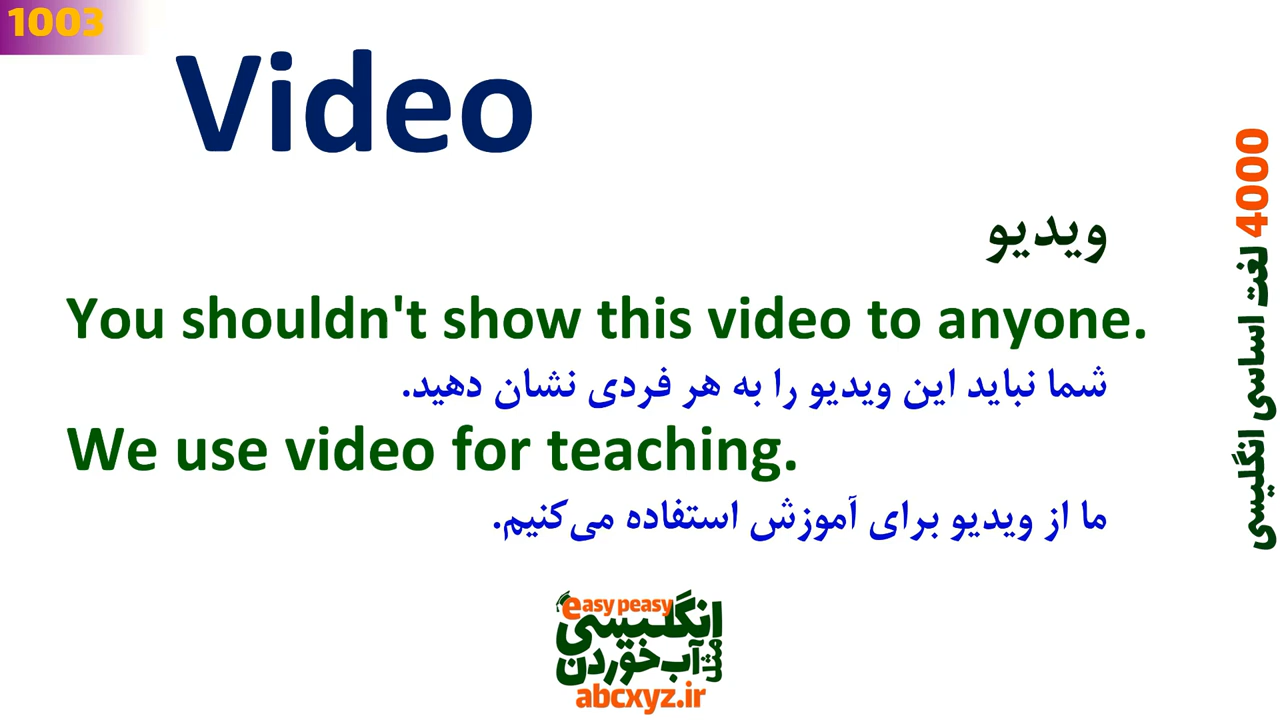 1003
Video
ویدیو
You shouldn't show this video to anyone.
شما نباید این ویدیو را به هر فردی نشان دهید.
We use video for teaching.
ما از ویدیو برای آموزش استفاده می‌کنیم.
4000 لغت اساسی انگلیسی
easy peasy
انگلیسی
مثل آب خوردن
abcxyz.ir